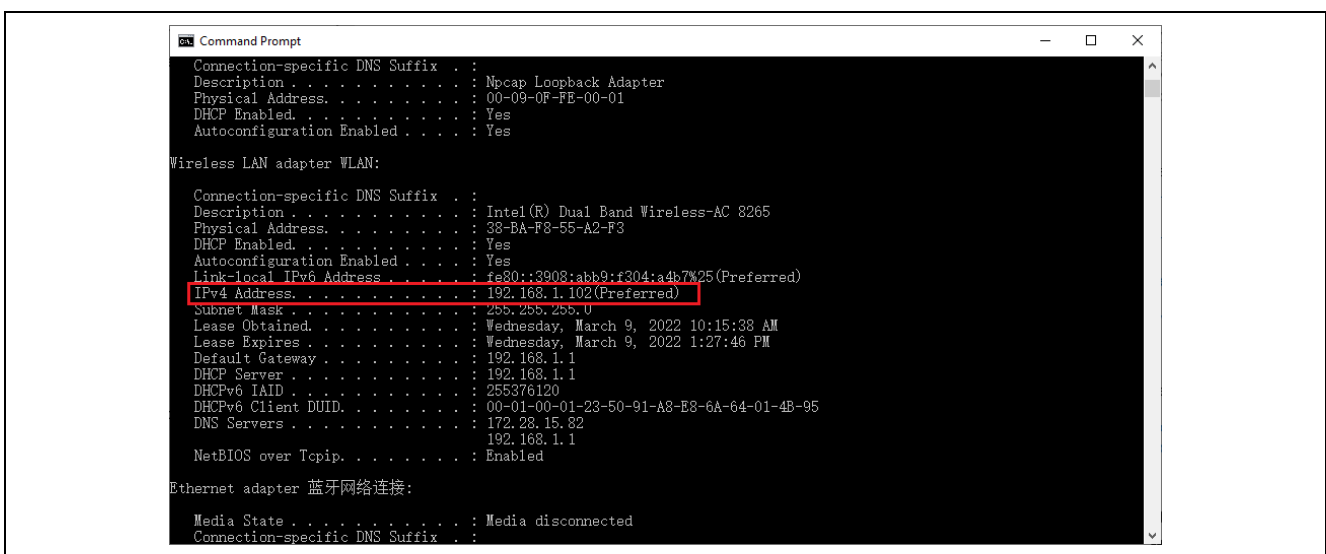 Command Prompt
Connection-specific DNS Suffix . :
Description . . . . . . . . . . . : Npcap Loopback Adapter
Physical Address. . . . . . . . . : 00-09-0F-FE-00-01
DHCP Enabled. . . . . . . . . . . : Yes
Autoconfiguration Enabled . . . . : Yes
Wireless LAN adapter WLAN:
Connection-specific DNS Suffix . :
Description . . . . . . . . . . . : Intel(R) Dual Band Wireless-AC 8265
Physical Address. . . . . . . . . : 38-BA-F8-55-A2-F3
DHCP Enabled. . . . . . . . . . . : Yes
Autoconfiguration Enabled . . . . : Yes
Link-local IPv6 Address . . . . . : fe80::3908:abb9:f304:a4b7%25(Preferred)
IPv4 Address. . . . . . . . . . . : 192.168.1.102(Preferred)
Subnet Mask . . . . . . . . . . . : 255.255.255.0
Lease Obtained. . . . . . . . . . : Wednesday, March 9, 2022 10:15:38 AM
Lease Expires . . . . . . . . . . : Wednesday, March 9, 2022 1:27:46 PM
Default Gateway . . . . . . . . . : 192.168.1.1
DHCP Server . . . . . . . . . . . : 192.168.1.1
DHCPv6 IAID . . . . . . . . . . . : 255376120
DHCPv6 Client DUID. . . . . . . . : 00-01-00-01-23-50-91-A8-E8-6A-64-01-4B-95
DNS Servers . . . . . . . . . . . : 172.28.15.82
192.168.1.1
NetBIOS over Tcpip. . . . . . . . : Enabled
Ethernet adapter 蓝牙网络连接:
Media State . . . . . . . . . . . : Media disconnected
Connection-specific DNS Suffix . :